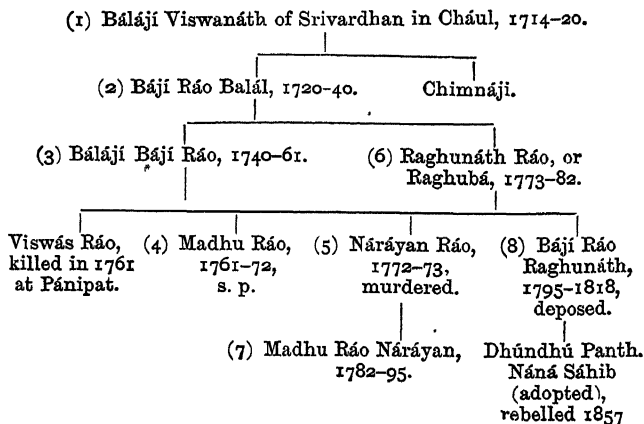 (1) Báláji Viswanáth of Srivardhan in Chául, 1714–20.
(2) Bájí Ráo Balál, 1720–40.
Chimnáji.
(3) Bálájí Bájí Ráo, 1740–61.
(6) Raghunáth Ráo, or
Raghubá, 1773–82.
Viswás Ráo,
killed in 1761
at Pánipat.
(4) Madhu Ráo,
1761–72,
s. p.
(5) Náráyan Ráo,
1772–73,
murdered.
(8) Bájí Ráo
Raghunáth,
1795–1818,
deposed.
(7) Madhu Ráo Náráyan,
1782–95.
Dhúndhú Panth.
Náná Sáhib
(adopted),
rebelled 1857